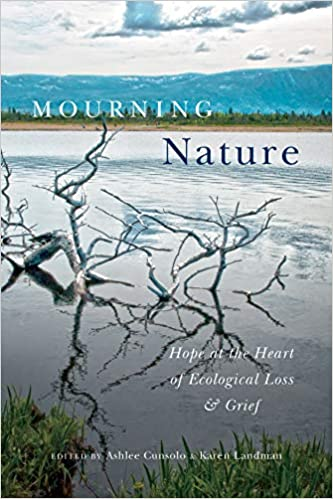 MOURNING
Nature
Hope at the Heart
of Ecological Loss
& Grief
EDITED BY Ashlee Cunsolo & Karen Landman